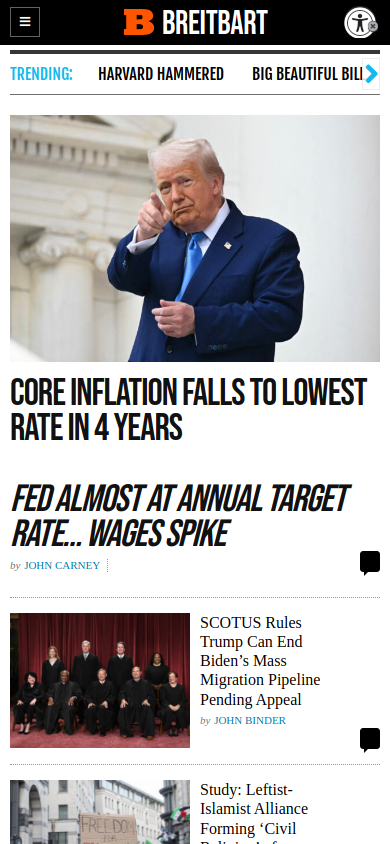 B BREITBART
TRENDING: HARVARD HAMMERED BIG BEAUTIFUL BILL
CORE INFLATION FALLS TO LOWEST
RATE IN 4 YEARS
FED ALMOST AT ANNUAL TARGET
RATE... WAGES SPIKE
by JOHN CARNEY
SCOTUS Rules
Trump Can End
Biden’s Mass
Migration Pipeline
Pending Appeal
by JOHN BINDER
FREEDOM
Study: Leftist-
Islamist Alliance
Forming ‘Civil